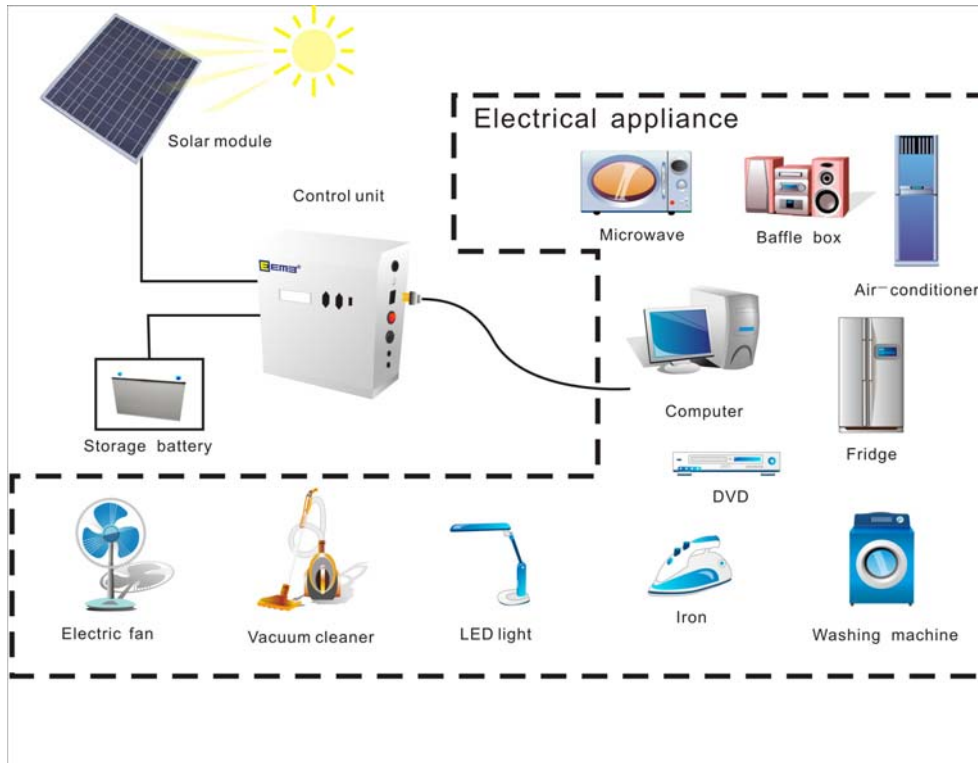 Solar module
Electrical appliance
Control unit
Microwave
Baffle box
Air-conditioner
EEMB®
Computer
Storage battery
Fridge
DVD
Electric fan
Vacuum cleaner
LED light
Iron
Washing machine